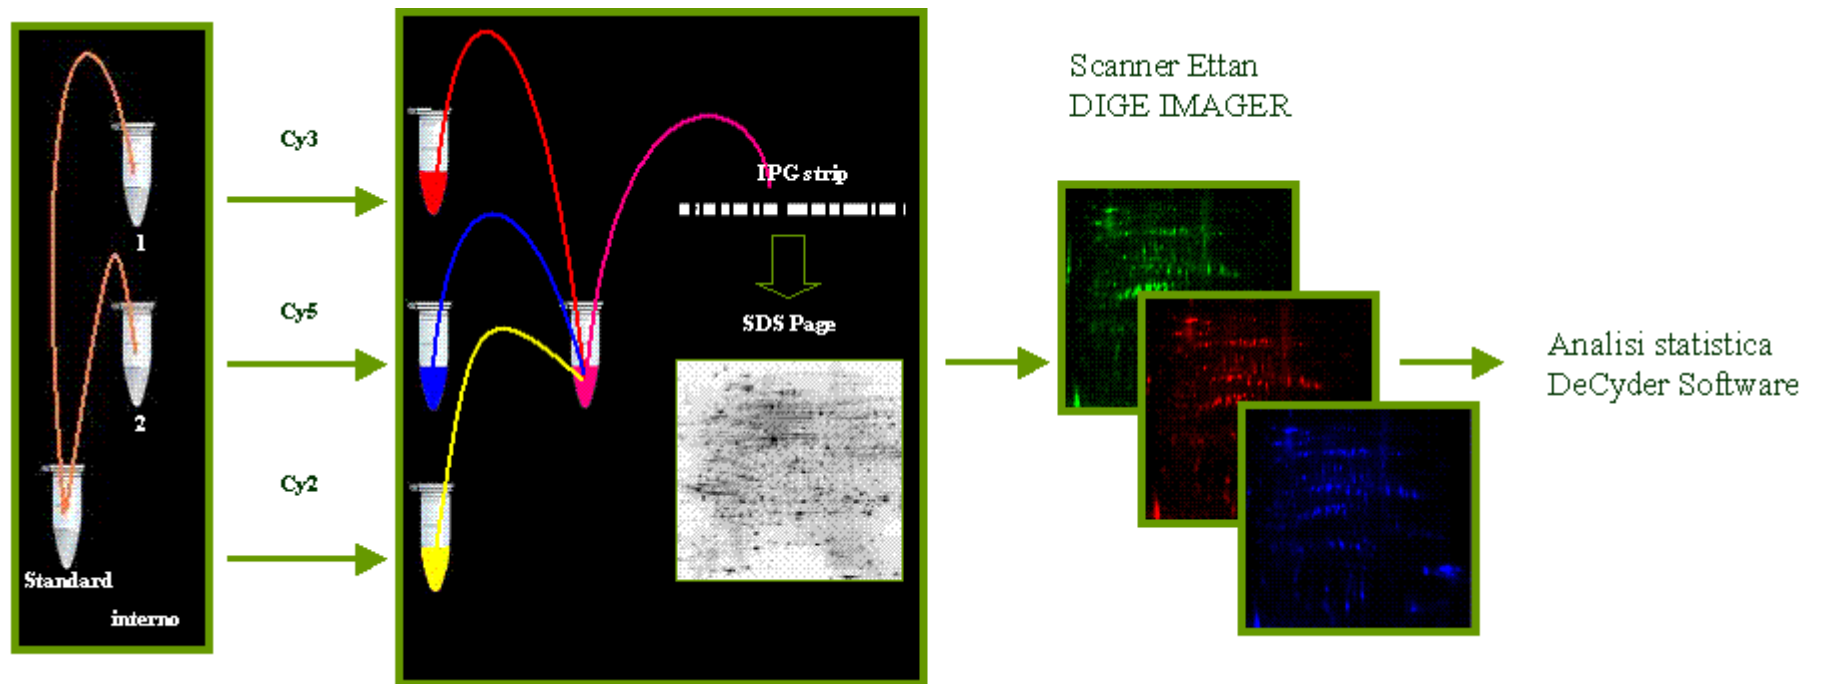 1
2
Standard
interno
Cy3
Cy5
Cy2
IPG strip
SDS Page
Scanner Ettan
DIGE IMAGER
Analisi statistica
DeCyder Software